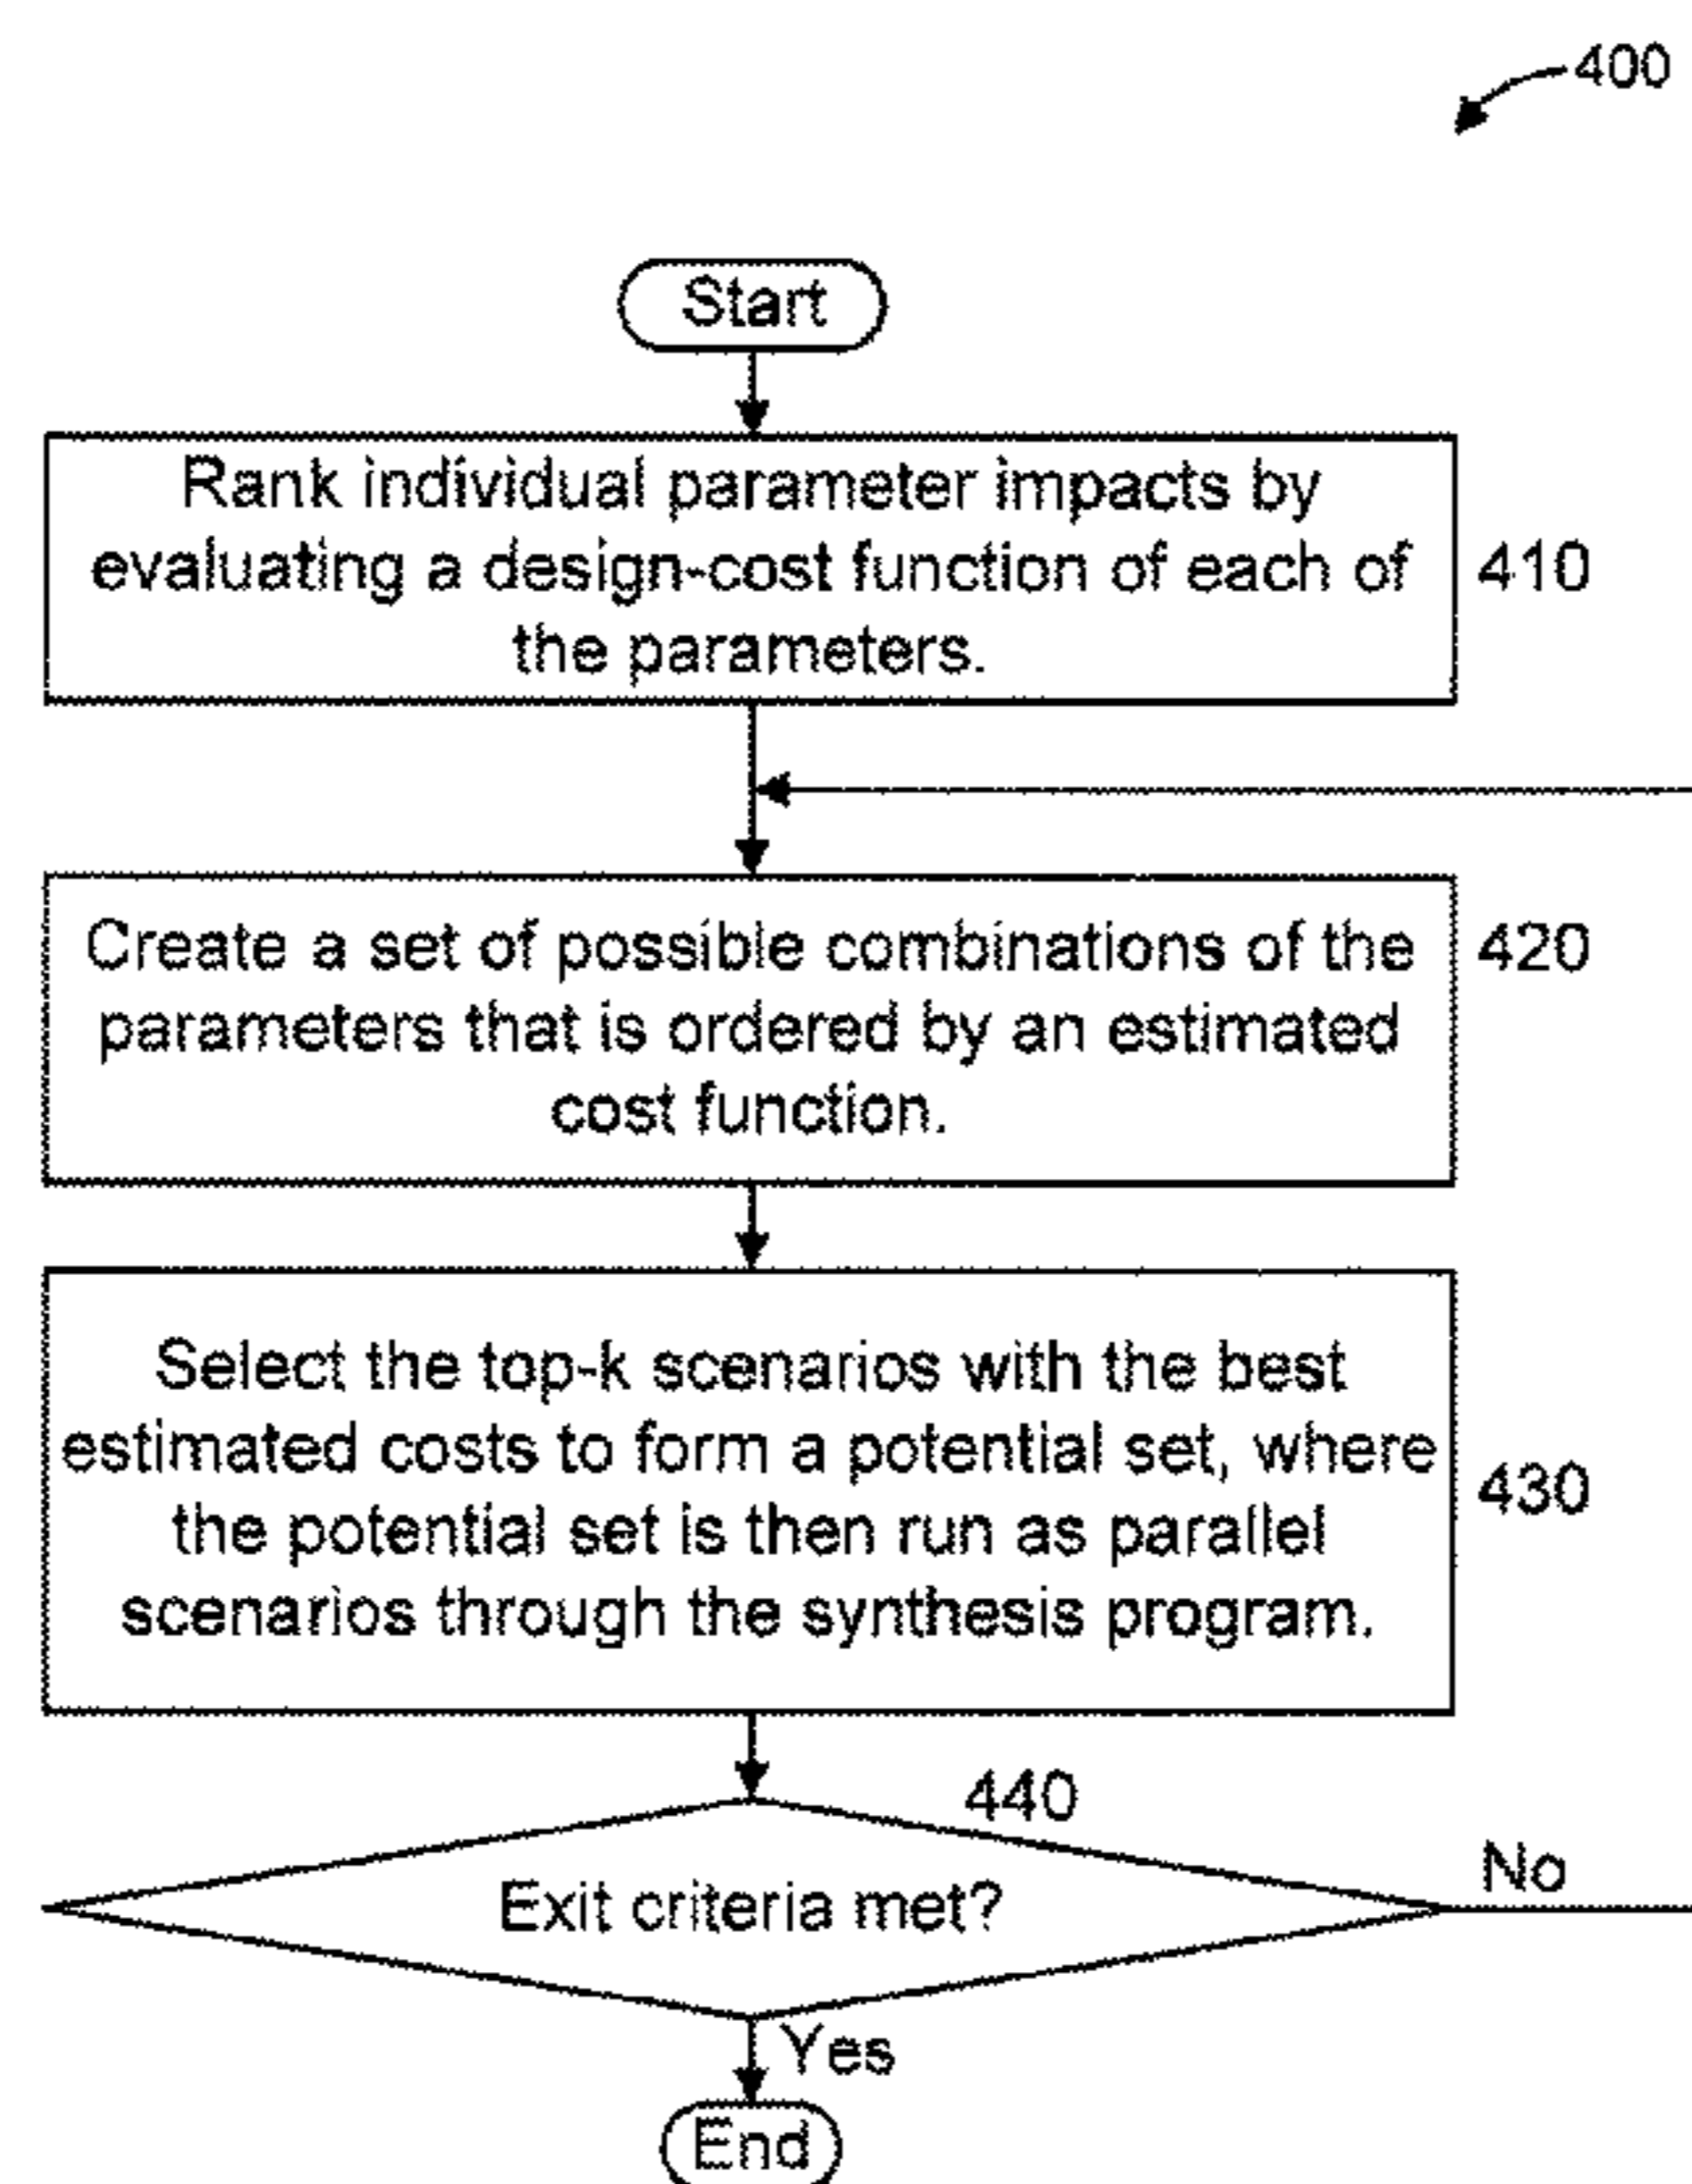 400
Start
Rank individual parameter impacts by
evaluating a design-cost function of each of
the parameters.
410
Create a set of possible combinations of the
parameters that is ordered by an estimated
cost function.
420
Select the top-k scenarios with the best
estimated costs to form a potential set, where
the potential set is then run as parallel
scenarios through the synthesis program.
430
440
Exit criteria met?
No
Yes
End